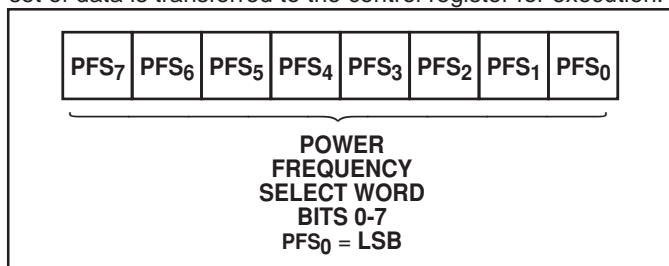 set of data is transferred to the control register for execution.
PFS7 PFS6 PFS5 PFS4 PFS3 PFS2 PFS1 PFS0
POWER
FREQUENCY
SELECT WORD
BITS 0-7
PFS0 = LSB